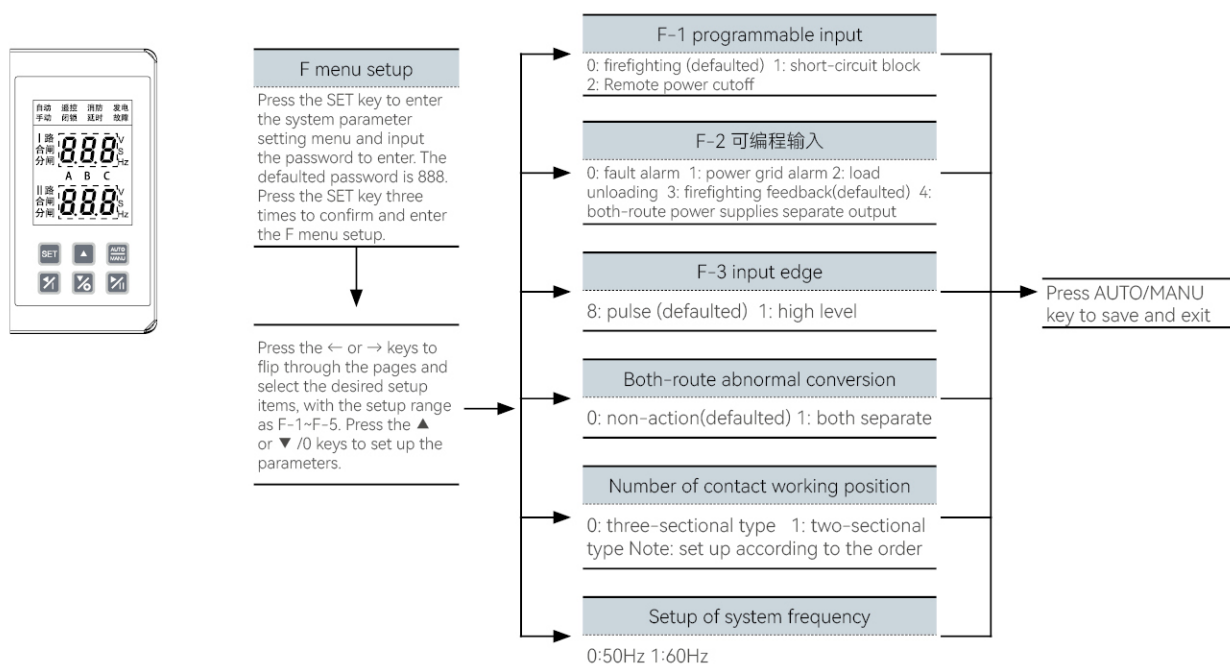 自动 遥控 消防 发电
手动 闭锁 延时 故障
I 路
合闸
分闸
888
V
S
Hz
A B C
II 路
合闸
分闸
888
V
S
Hz
SET ▲ AUTO MANU
F menu setup
Press the SET key to enter
the system parameter
setting menu and input
the password to enter. The
defaulted password is 888.
Press the SET key three
times to confirm and enter
the F menu setup.
Press the ← or → keys to
flip through the pages and
select the desired setup
items, with the setup range
as F-1~F-5. Press the ▲
or ▼ /0 keys to set up the
parameters.
F-1 programmable input
0: firefighting (defaulted) 1: short-circuit block
2: Remote power cutoff
F-2 可编程输入
0: fault alarm 1: power grid alarm 2: load
unloading 3: firefighting feedback(defaulted) 4:
both-route power supplies separate output
F-3 input edge
8: pulse (defaulted) 1: high level
Both-route abnormal conversion
0: non-action(defaulted) 1: both separate
Number of contact working position
0: three-sectional type 1: two-sectional
type Note: set up according to the order
Setup of system frequency
0:50Hz 1:60Hz
Press AUTO/MANU
key to save and exit